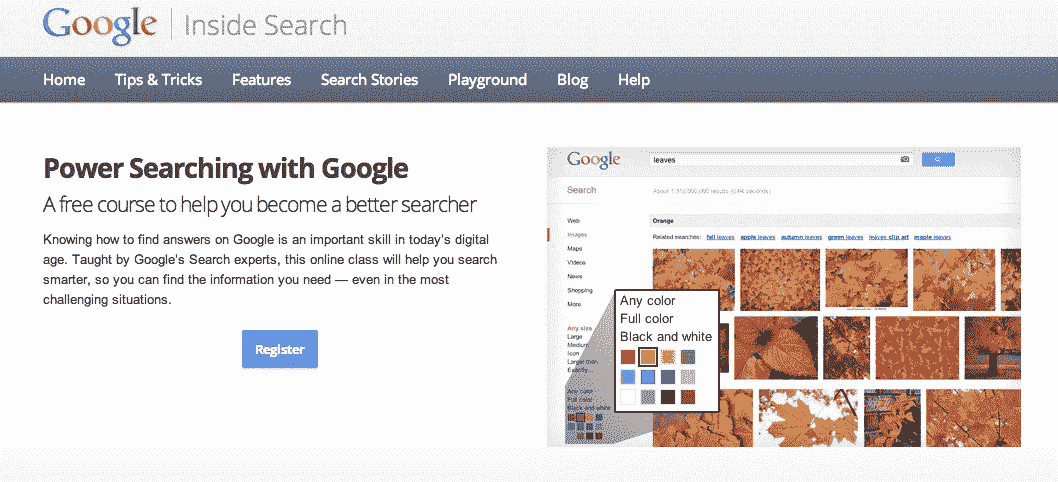 Google Inside Search
Home Tips & Tricks Features Search Stories Playground Blog Help
Power Searching with Google
A free course to help you become a better searcher
Knowing how to find answers on Google is an important skill in today's digital
age. Taught by Google's Search experts, this online class will help you search
smarter, so you can find the information you need — even in the most
challenging situations.
Register
Google leaves
Search About 1,310,000,000 results
Orange
Web
Related searches: fall leaves apple leaves autumn leaves green leaves leaves clip art maple leaves
Images
Maps
Videos
News
Shopping
More
Any size
Large
Medium
Icon
Larger than...
Exactly...
Any color
Full color
Black and white
Any color
Full color
Black and white